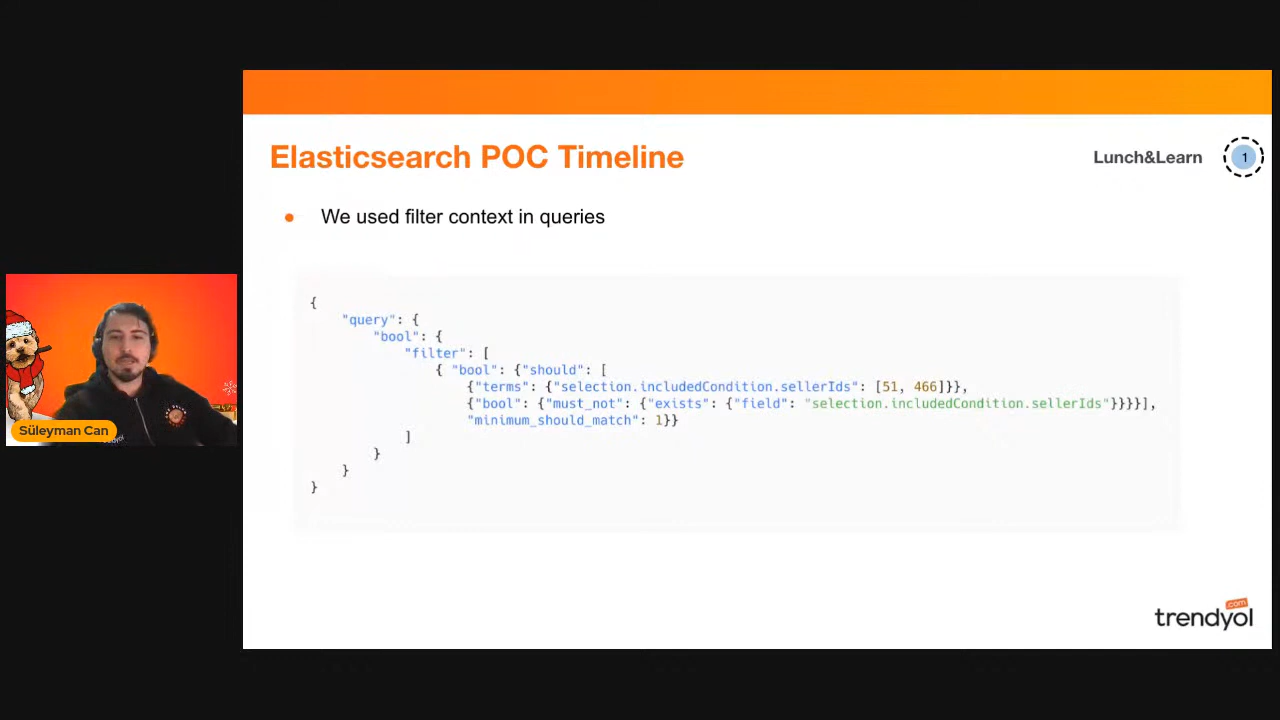 Elasticsearch POC Timeline
Lunch&Learn
1
● We used filter context in queries
{
"query": {
"bool": {
"filter": [
{ "bool": {"should": [
{"terms": {"selection.includedCondition.sellerIds": [51, 466]}},
{"bool": {"must_not": {"exists": {"field": "selection.includedCondition.sellerIds"}}}}],
"minimum_should_match": 1}}
]
}
}
}
Süleyman Can
.com
trendyol